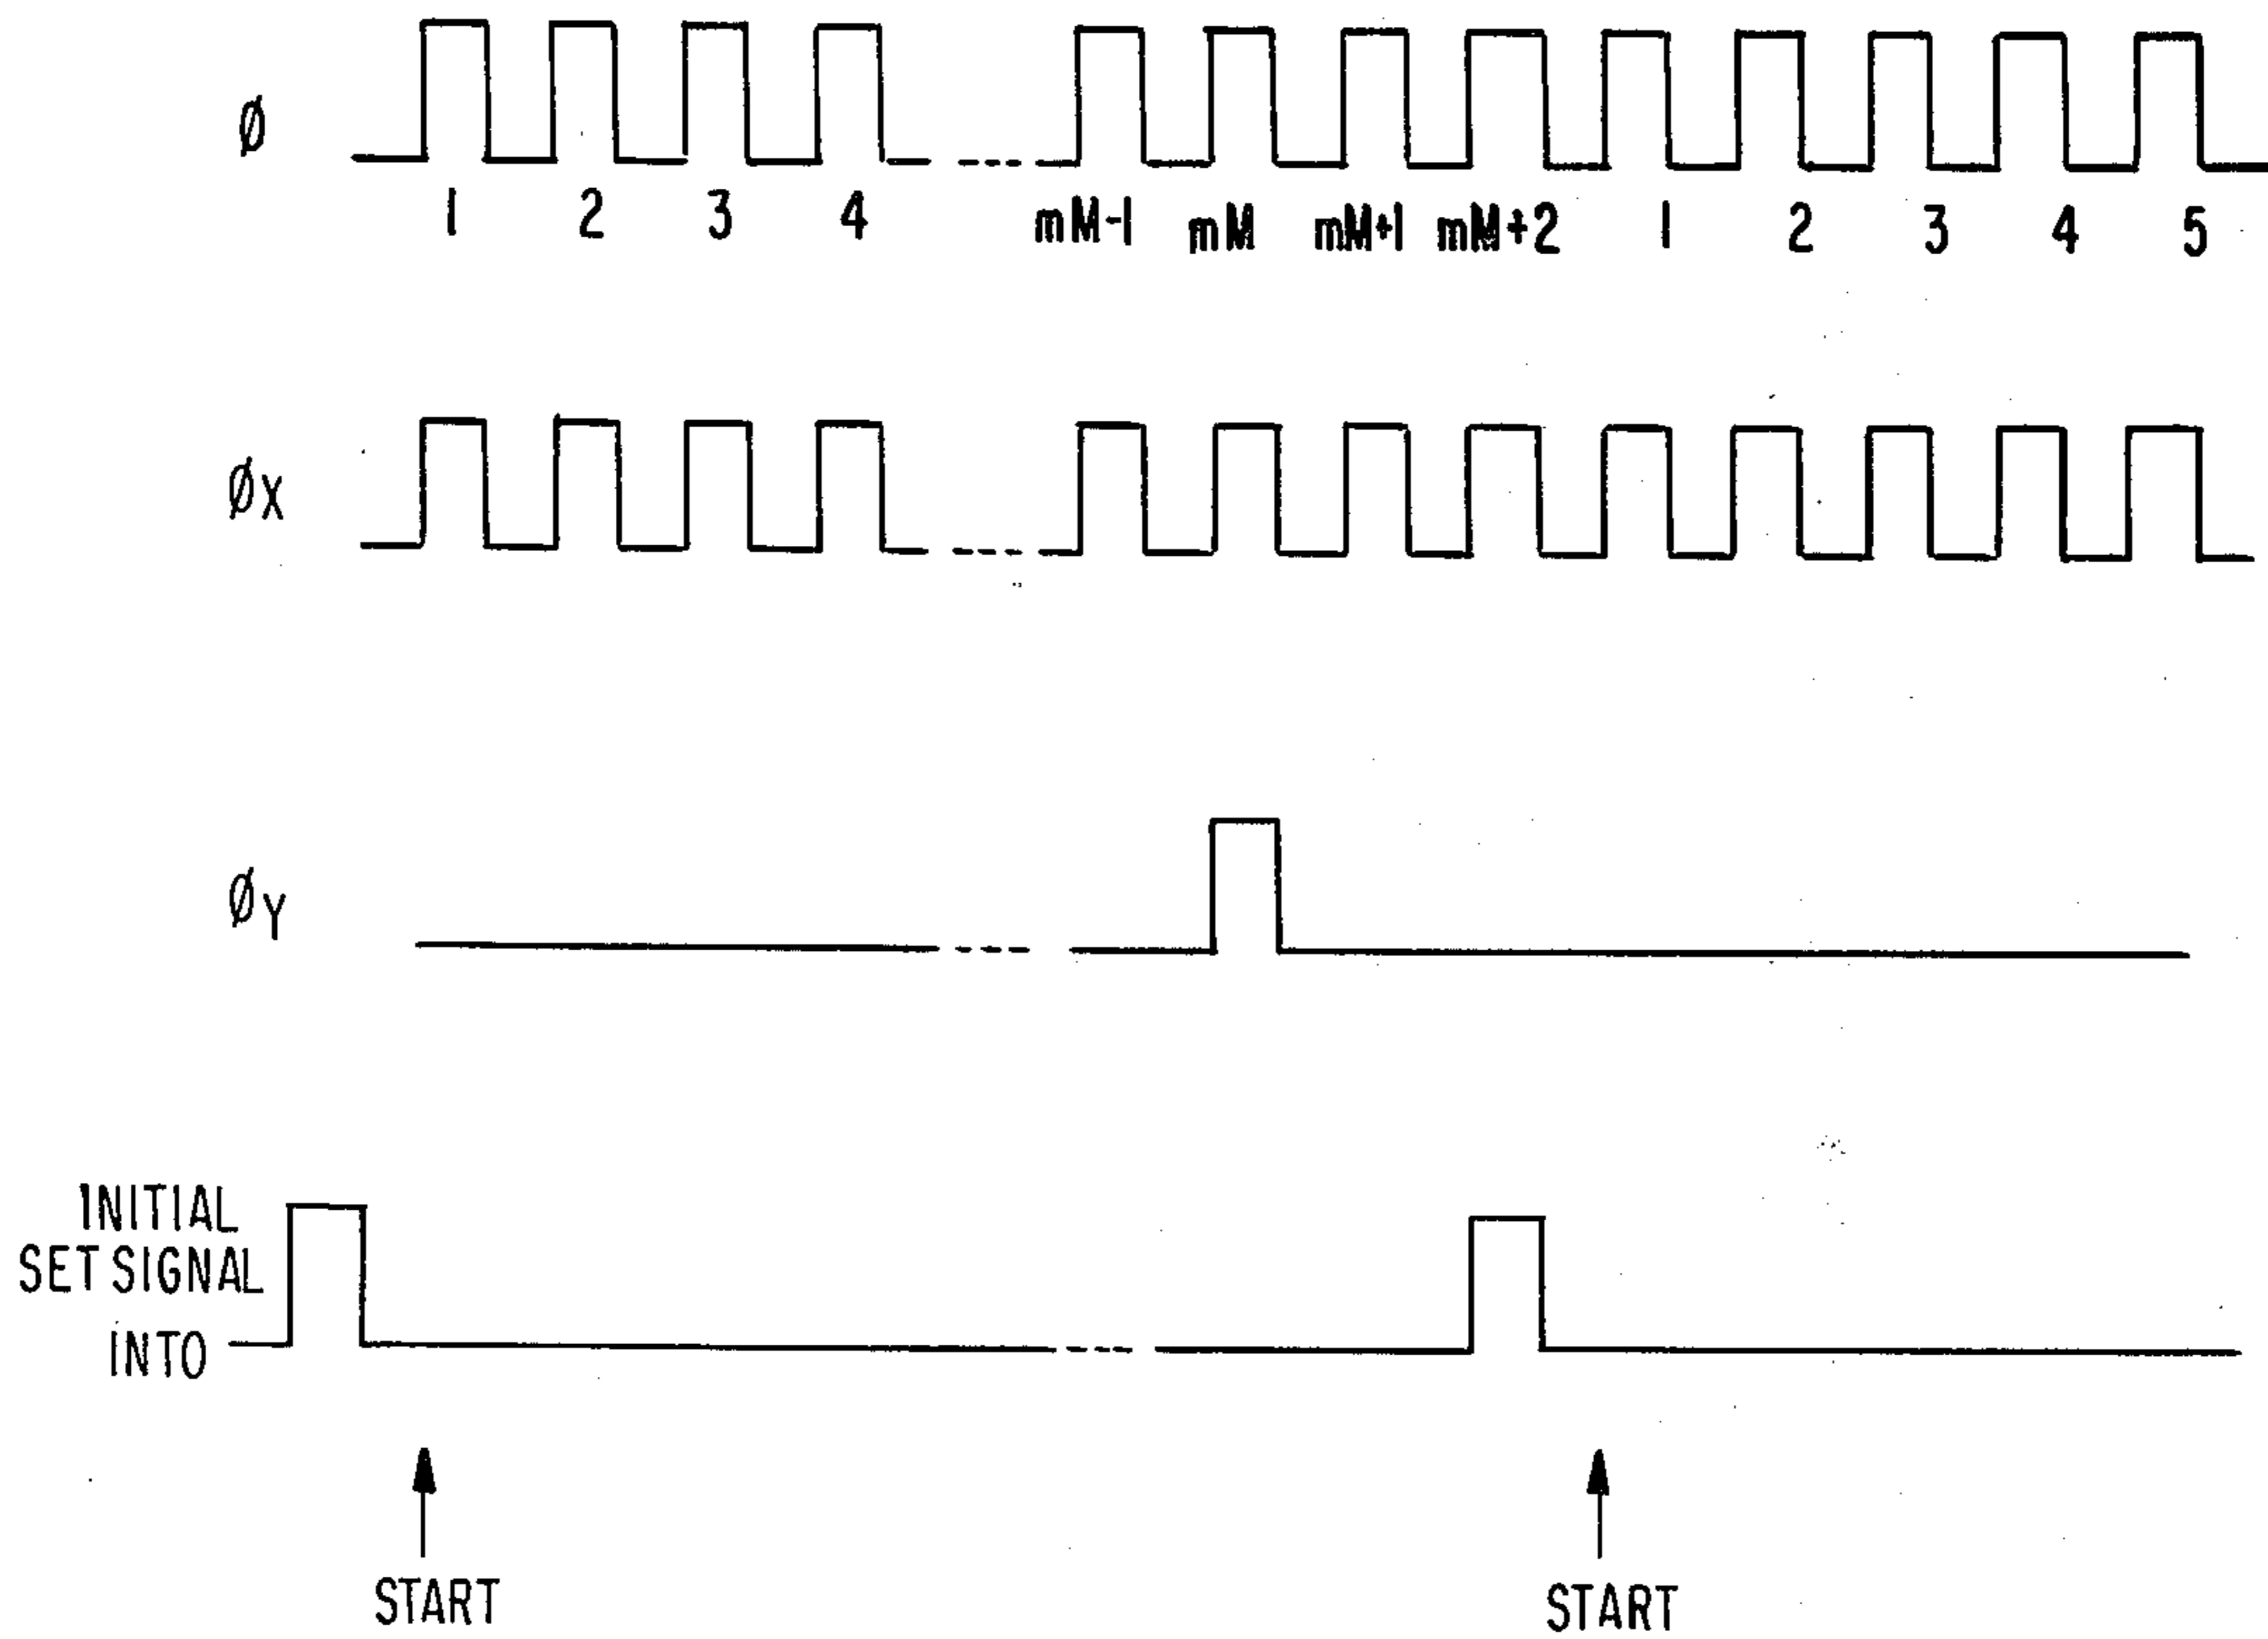 Ø
1 2 3 4 mM-1 mM mM+1 mM+2 1 2 3 4 5
ØX
ØY
INITIAL
SET SIGNAL
INTO
START START